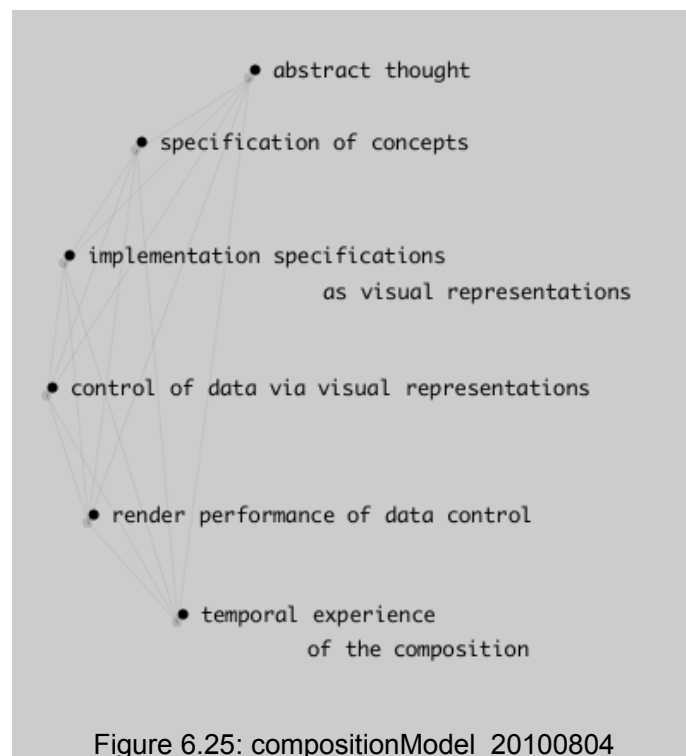 abstract thought
specification of concepts
implementation specifications
as visual representations
control of data via visual representations
render performance of data control
temporal experience
of the composition
Figure 6.25: compositionModel_20100804